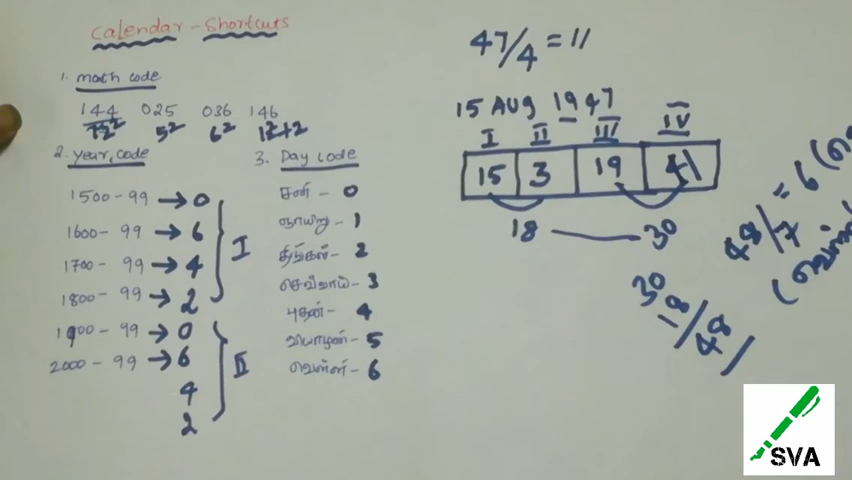 Calendar - Shortcuts
47/4 = 11
1. math code
144 025 036 146
12² 5² 6² 12²+2
15 AUG 1947
I II III IV
15 3 19
18 30
2. year, code
1500 - 99 → 0
1600 - 99 → 6
1700 - 99 → 4
1800 - 99 → 2
I
1900 - 99 → 0
2000 - 99 → 6
4
2
II
3. Day code
சனி - 0
ஞாயிறு - 1
திங்கள் - 2
செவ்வாய் - 3
புதன் - 4
வியாழன் - 5
வெள்ளி - 6
48/7 = 6
30
18
48
SVA